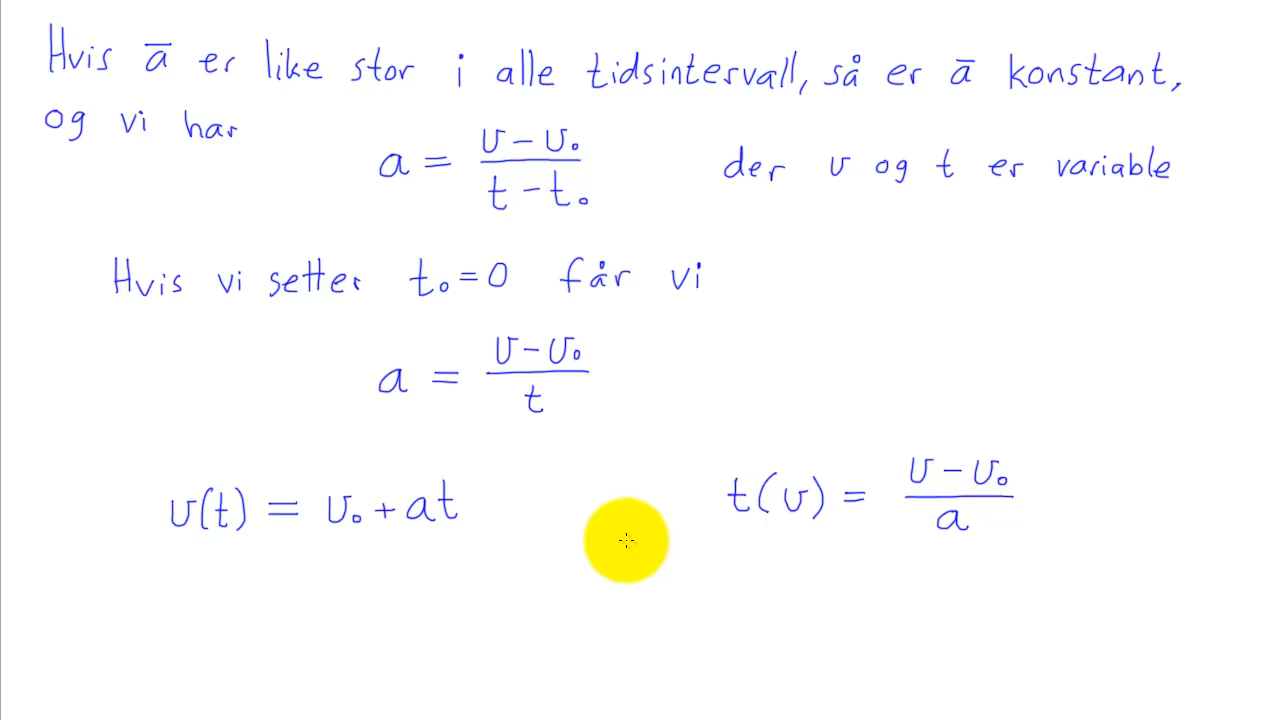 Hvis ā er like stor i alle tidsintervall, så er ā konstant,
og vi har
a = (v - v₀)/(t - t₀) der v og t er variable
Hvis vi setter t₀ = 0 får vi
a = (v - v₀)/t
v(t) = v₀ + at
t(v) = (v - v₀)/a